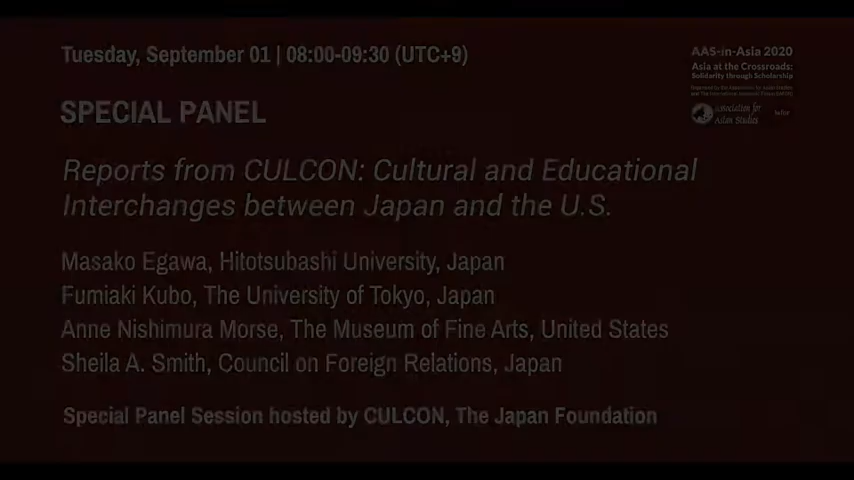 Tuesday, September 01 | 08:00-09:30 (UTC+9)
AAS-in-Asia 2020
Asia at the Crossroads:
Solidarity through Scholarship
SPECIAL PANEL
Association for
Asian Studies
Reports from CULCON: Cultural and Educational
Interchanges between Japan and the U.S.
Masako Egawa, Hitotsubashi University, Japan
Fumiaki Kubo, The University of Tokyo, Japan
Anne Nishimura Morse, The Museum of Fine Arts, United States
Sheila A. Smith, Council on Foreign Relations, Japan
Special Panel Session hosted by CULCON, The Japan Foundation